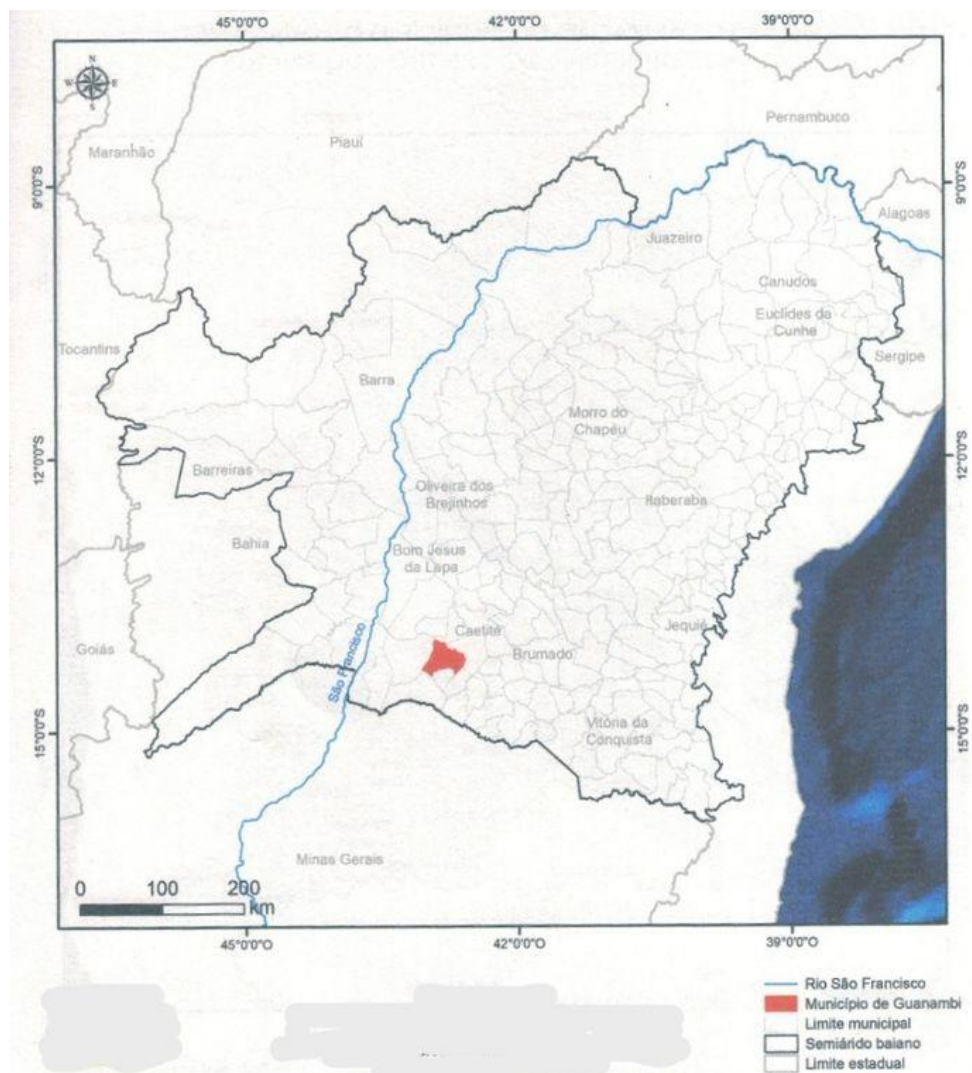 45°0'0"O
42°0'0"O
39°0'0"O
N
W E
S
Pernambuco
Piauí
Maranhão
9°0'0"S
9°0'0"S
Alagoas
Juazeiro
Canudos
Euclides da
Cunha
Tocantins
Sergipe
Barra
Morro do
Chapéu
12°0'0"S
12°0'0"S
Barreiras
Oliveira dos
Brejinhos
Itaberaba
Bahia
Bom Jesus
da Lapa
Caetité
Jequié
Goiás
Brumado
São Francisco
15°0'0"S
15°0'0"S
Vitória da
Conquista
Minas Gerais
0 100 200
km
45°0'0"O
42°0'0"O
39°0'0"O
Rio São Francisco
Município de Guanambi
Limite municipal
Semiárido baiano
Limite estadual